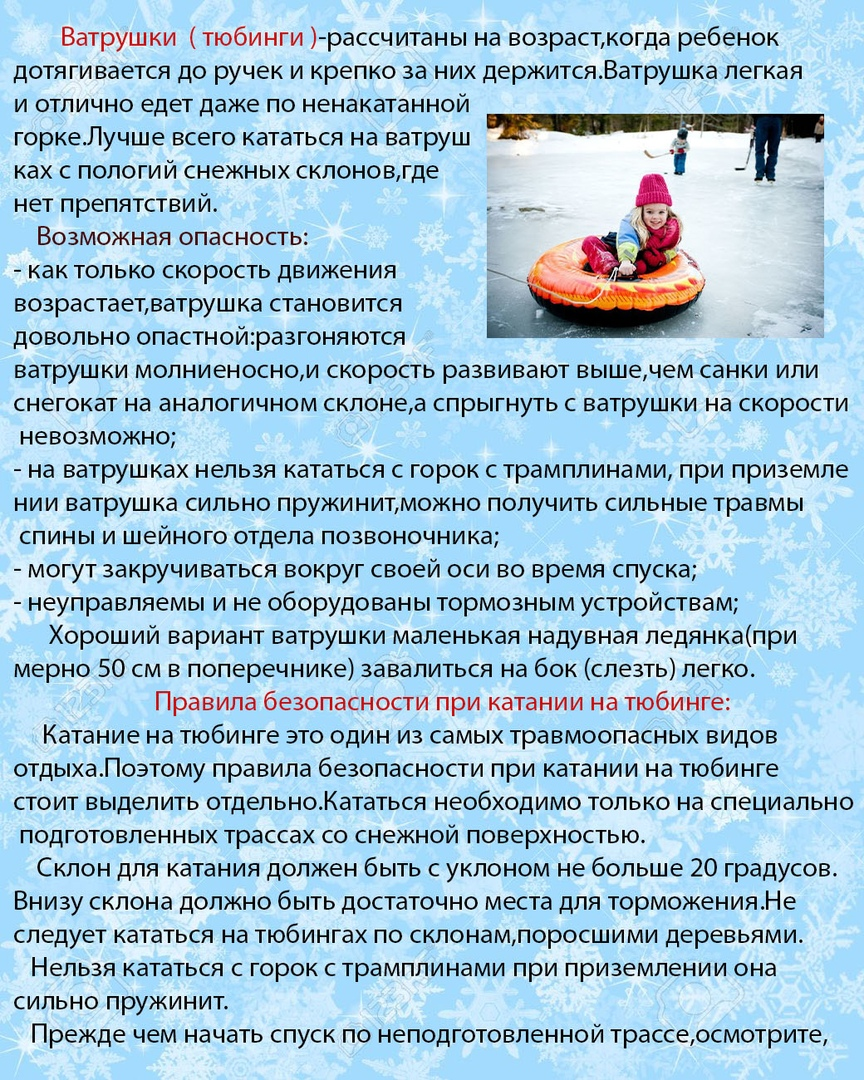 Ватрушки ( тюбинги )-рассчитаны на возраст,когда ребенок
дотягивается до ручек и крепко за них держится.Ватрушка легкая
и отлично едет даже по ненакатанной
горке.Лучше всего кататься на ватруш
ках с пологий снежных склонов,где
нет препятствий.
Возможная опасность:
- как только скорость движения
возрастает,ватрушка становится
довольно опастной:разгоняются
ватрушки молниеносно,и скорость развивают выше,чем санки или
снегокат на аналогичном склоне,а спрыгнуть с ватрушки на скорости
невозможно;
- на ватрушках нельзя кататься с горок с трамплинами, при приземле
нии ватрушка сильно пружинит,можно получить сильные травмы
спины и шейного отдела позвоночника;
- могут закручиваться вокруг своей оси во время спуска;
- неуправляемы и не оборудованы тормозным устройствам;
Хороший вариант ватрушки маленькая надувная ледянка(при
мерно 50 см в поперечнике) завалиться на бок (слезть) легко.
Правила безопасности при катании на тюбинге:
Катание на тюбинге это один из самых травмоопасных видов
отдыха.Поэтому правила безопасности при катании на тюбинге
стоит выделить отдельно.Кататься необходимо только на специально
подготовленных трассах со снежной поверхностью.
Склон для катания должен быть с уклоном не больше 20 градусов.
Внизу склона должно быть достаточно места для торможения.Не
следует кататься на тюбингах по склонам,поросшими деревьями.
Нельзя кататься с горок с трамплинами при приземлении она
сильно пружинит.
Прежде чем начать спуск по неподготовленной трассе,осмотрите,